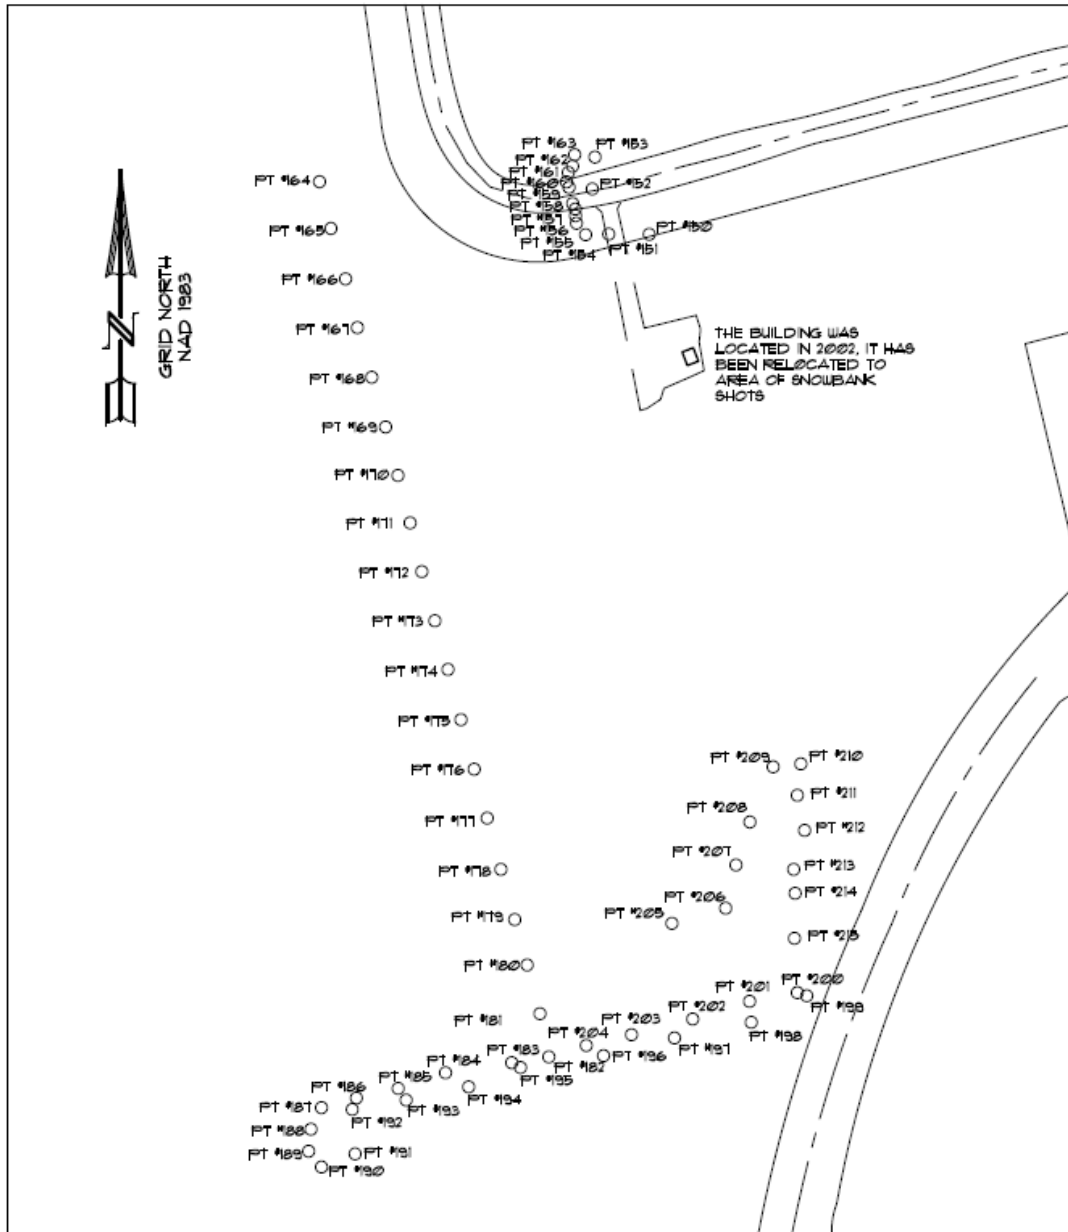 PT #163
PT #153
PT #162
PT #161
PT #160
PT #152
PT #159
PT #158
PT #157
PT #156
PT #155
PT #154
PT #151
PT #150
PT #164
PT #165
PT #166
PT #167
PT #168
PT #169
PT #170
PT #171
PT #172
PT #173
PT #174
PT #175
PT #176
PT #177
PT #178
PT #179
PT #180
PT #181
GRID NORTH
NAD 1983
THE BUILDING WAS
LOCATED IN 2002, IT HAS
BEEN RELOCATED TO
AREA OF SNOWBANK
SHOTS
PT #209
PT #210
PT #211
PT #208
PT #212
PT #207
PT #213
PT #214
PT #206
PT #205
PT #215
PT #200
PT #201
PT #199
PT #202
PT #198
PT #203
PT #197
PT #204
PT #196
PT #183
PT #182
PT #195
PT #184
PT #194
PT #185
PT #193
PT #186
PT #192
PT #187
PT #188
PT #189
PT #191
PT #190